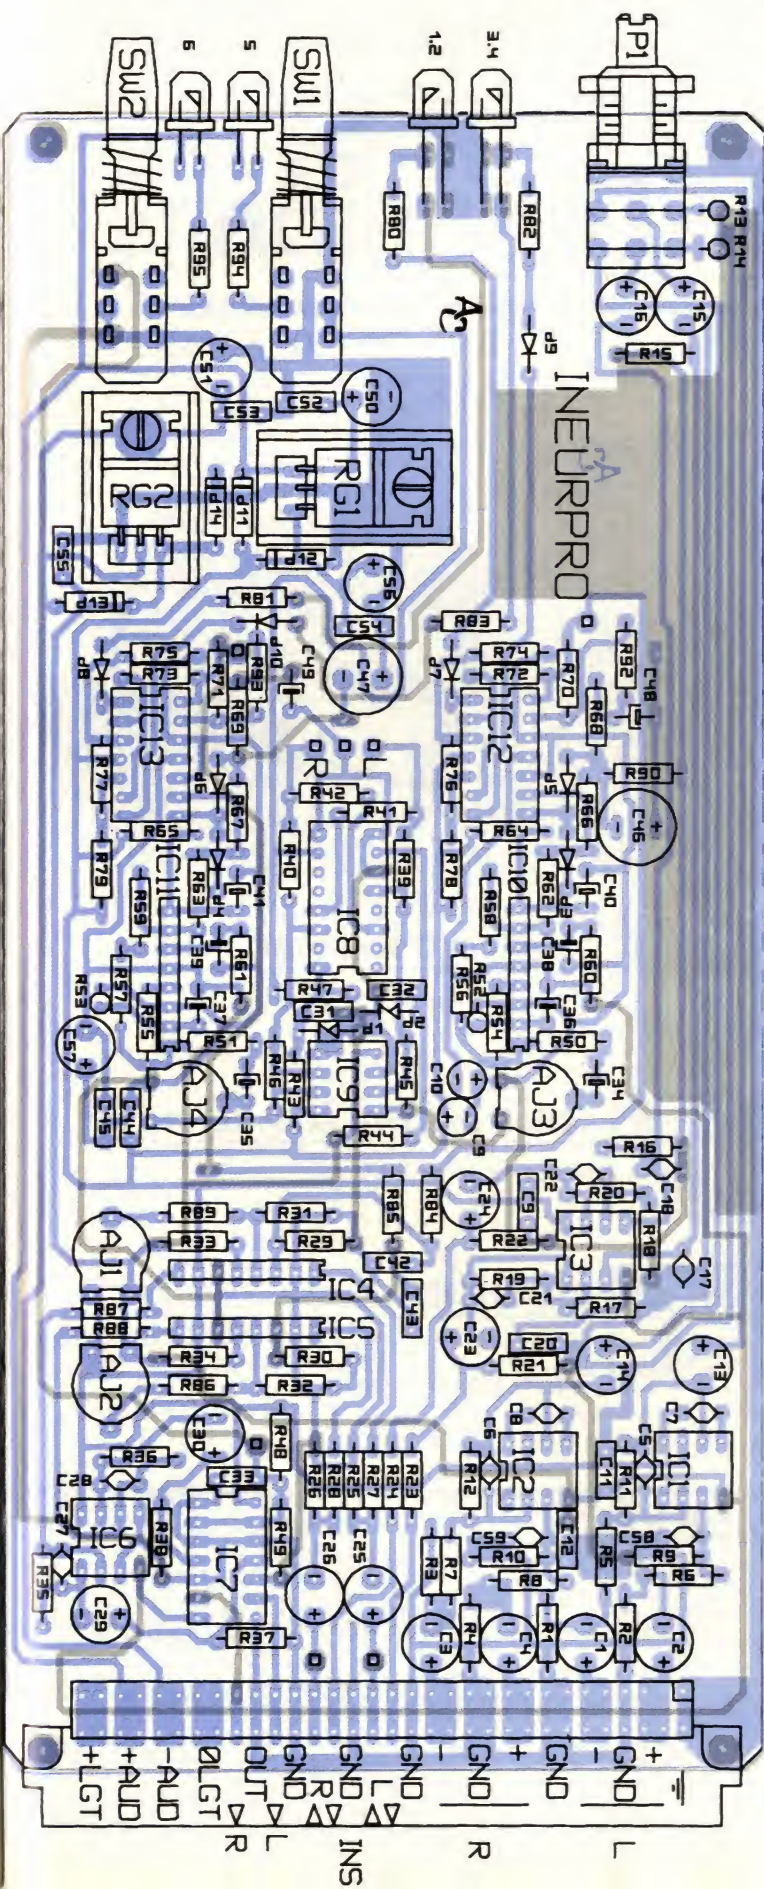 6
5
1.2
3.4
P1
SW2
SW1
R95
R94
R80
R82
R13
R14
C16
C15
R15
d9
C51
C53
C52
C50
INEURPRO
RG2
RG1
d14
d11
C55
d12
C56
d13
R81
C54
R83
d10
R75
R73
R71
R93
C49
C47
d7
R74
R72
R70
R92
C48
d8
R69
R68
IC13
IC12
R77
d6
R67
R
L
R42
R41
R76
d5
R66
R90
C46
R65
R64
R79
IC11
R63
d4
C41
R40
R39
R78
IC10
R62
d3
C40
R59
IC8
R58
C39
R61
C38
R60
R53
R57
R55
C37
R47
C32
C31
d1
d2
R56
R52
R54
C36
C57
R51
R50
AJ4
C35
R46
R43
IC9
R45
C10
C9
AJ3
C34
C45
C44
R44
R16
R89
R31
R85
R84
C24
C9
C22
R20
C18
R33
R29
R22
IC3
R18
AJ1
IC4
C42
R19
C21
C17
R87
R88
IC5
C43
C23
R17
AJ2
R34
R30
C20
R21
C14
C13
R86
R32
C30
R48
C6
C8
C5
C7
R36
R26
R28
R25
R27
R24
R23
R12
IC2
C11
R11
IC1
C28
C33
C27
IC6
R38
IC7
R49
C26
C25
C59
C12
C58
R35
R3
R7
R10
R8
R5
R9
R6
C29
R37
C3
R4
C4
R1
C1
R2
C2
+LGT
+AUD
-AUD
0LGT
OUT
GND
R
GND
L
GND
-
GND
+
GND
-
GND
+
R
L
INS
R
L